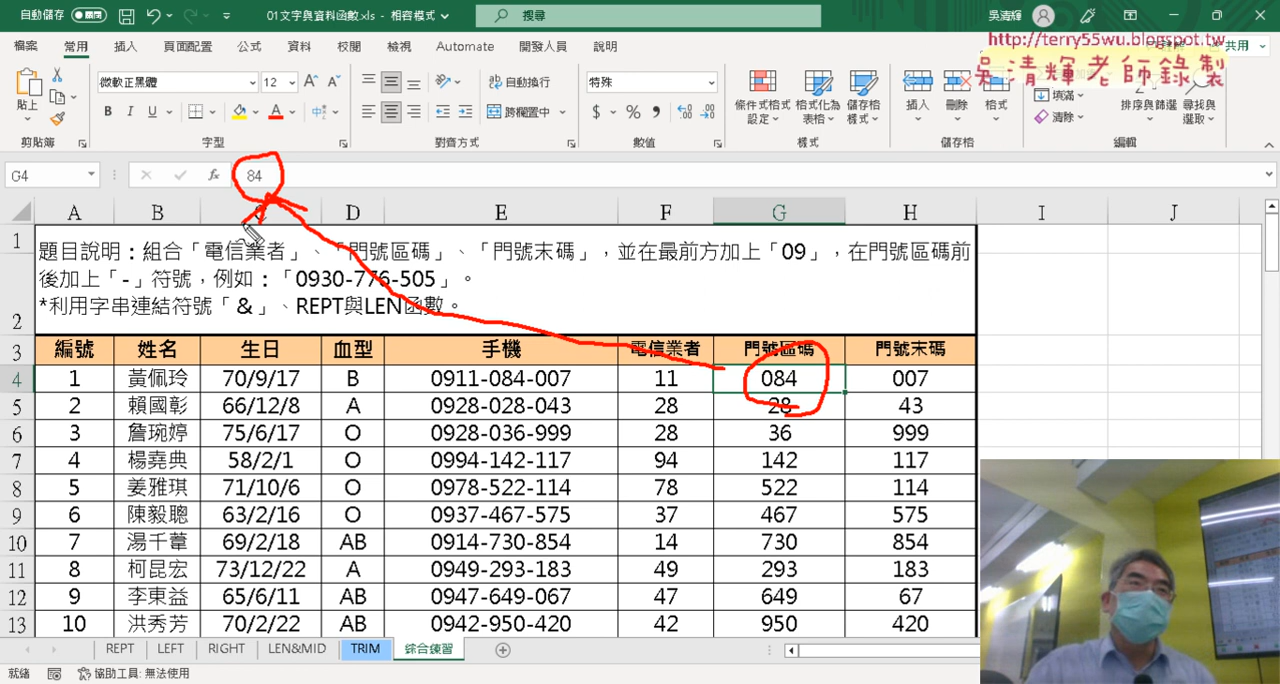 自動儲存 關閉 01文字與資料函數.xls - 相容模式 搜尋 吳清輝
檔案 常用 插入 頁面配置 公式 資料 校閱 檢視 Automate 開發人員 說明 共用
http://terry55wu.blogspot.tw
吳清輝老師錄製
貼上 微軟正黑體 12 B I U 自動換行 跨欄置中 特殊 $ % 條件式格式設定 格式化為表格 儲存格樣式 插入 刪除 格式 填滿 清除 排序與篩選 尋找與選取
剪貼簿 字型 對齊方式 數值 樣式 儲存格 編輯
G4 fx 84
A B C D E F G H I J
1 題目說明:組合「電信業者」、「門號區碼」、「門號末碼」,並在最前方加上「09」,在門號區碼前
後加上「-」符號,例如:「0930-776-505」。
2 *利用字串連結符號「&」、REPT與LEN函數。
3 編號 姓名 生日 血型 手機 電信業者 門號區碼 門號末碼
4 1 黃佩玲 70/9/17 B 0911-084-007 11 084 007
5 2 賴國彰 66/12/8 A 0928-028-043 28 28 43
6 3 詹琬婷 75/6/17 O 0928-036-999 28 36 999
7 4 楊堯典 58/2/1 O 0994-142-117 94 142 117
8 5 姜雅琪 71/10/6 O 0978-522-114 78 522 114
9 6 陳毅聰 63/2/16 O 0937-467-575 37 467 575
10 7 湯千葦 69/2/18 AB 0914-730-854 14 730 854
11 8 柯昆宏 73/12/22 A 0949-293-183 49 293 183
12 9 李東益 65/6/11 AB 0947-649-067 47 649 67
13 10 洪秀芳 70/2/22 AB 0942-950-420 42 950 420
REPT LEFT RIGHT LEN&MID TRIM 綜合練習
就緒 協助工具: 無法使用